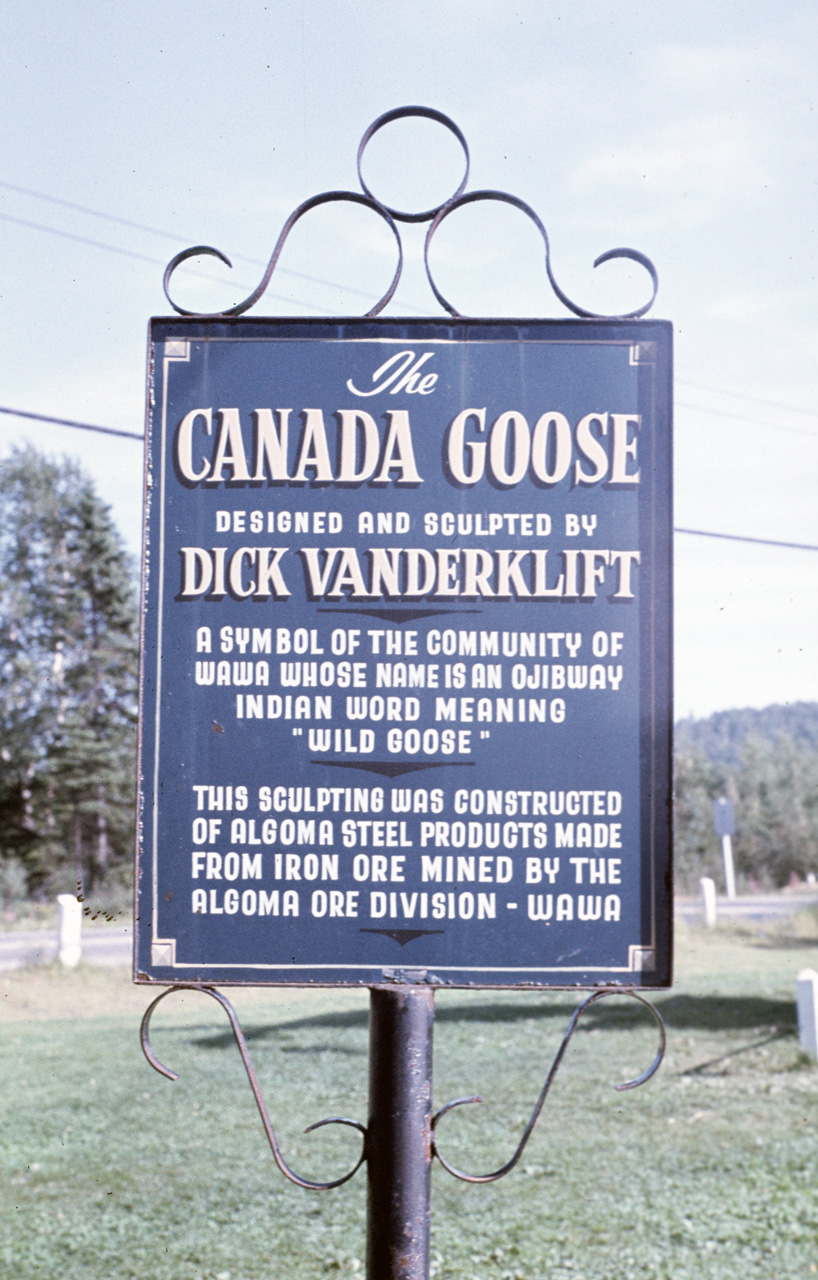 The
CANADA GOOSE
DESIGNED AND SCULPTED BY
DICK VANDERKLIFT
A SYMBOL OF THE COMMUNITY OF
WAWA WHOSE NAME IS AN OJIBWAY
INDIAN WORD MEANING
"WILD GOOSE"
THIS SCULPTING WAS CONSTRUCTED
OF ALGOMA STEEL PRODUCTS MADE
FROM IRON ORE MINED BY THE
ALGOMA ORE DIVISION - WAWA